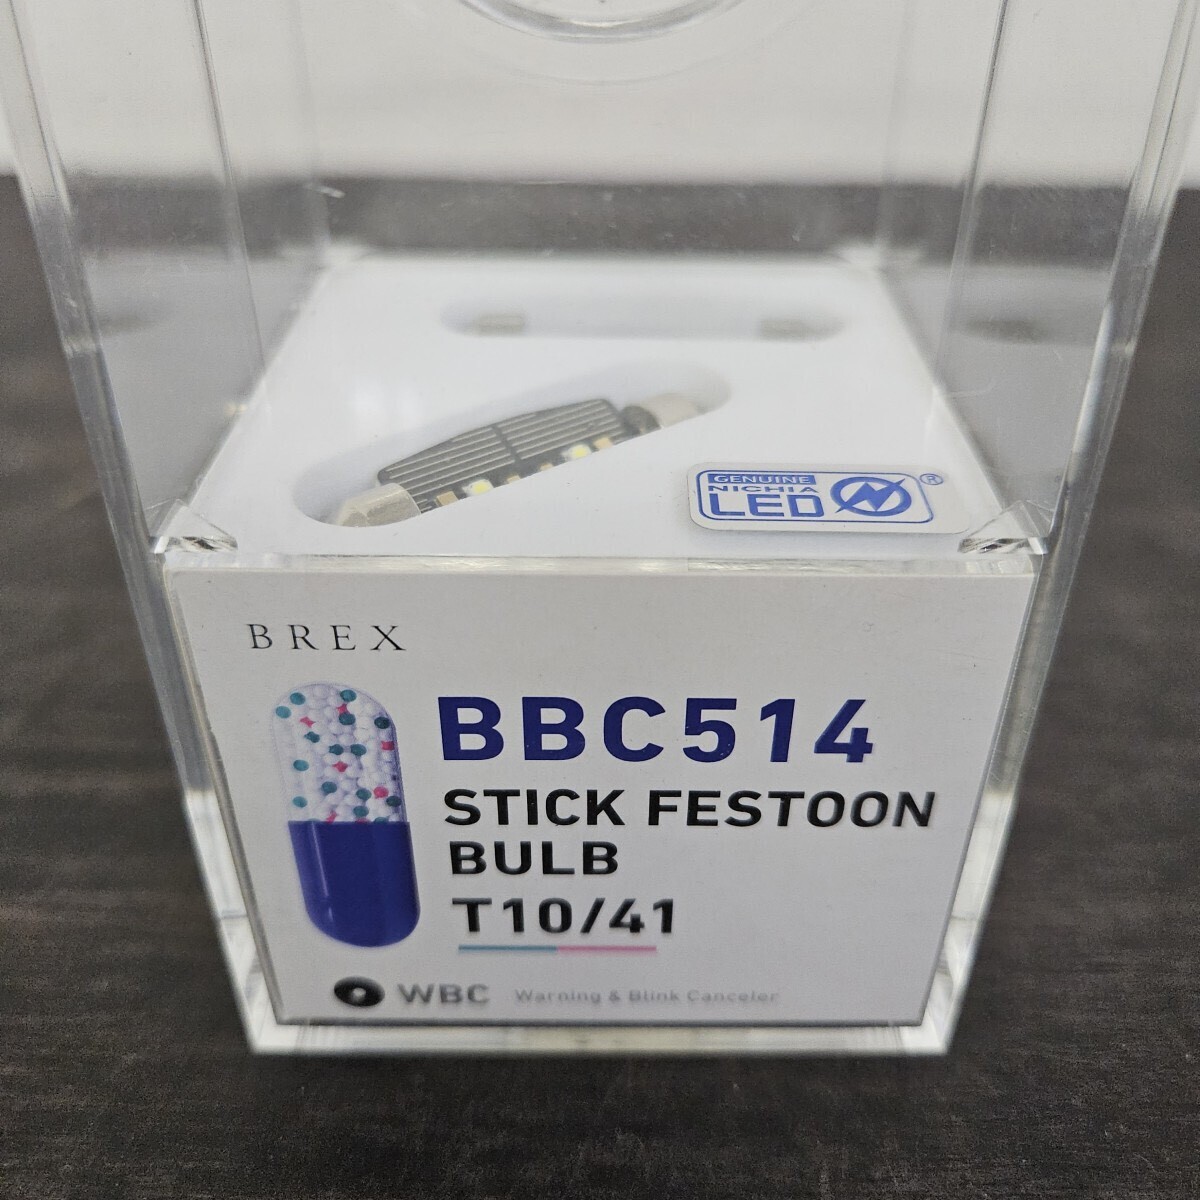 GENUINE
NICHIA
LED ®
BREX
BBC514
STICK FESTOON
BULB
T10/41
WBC Warning & Blink Canceler